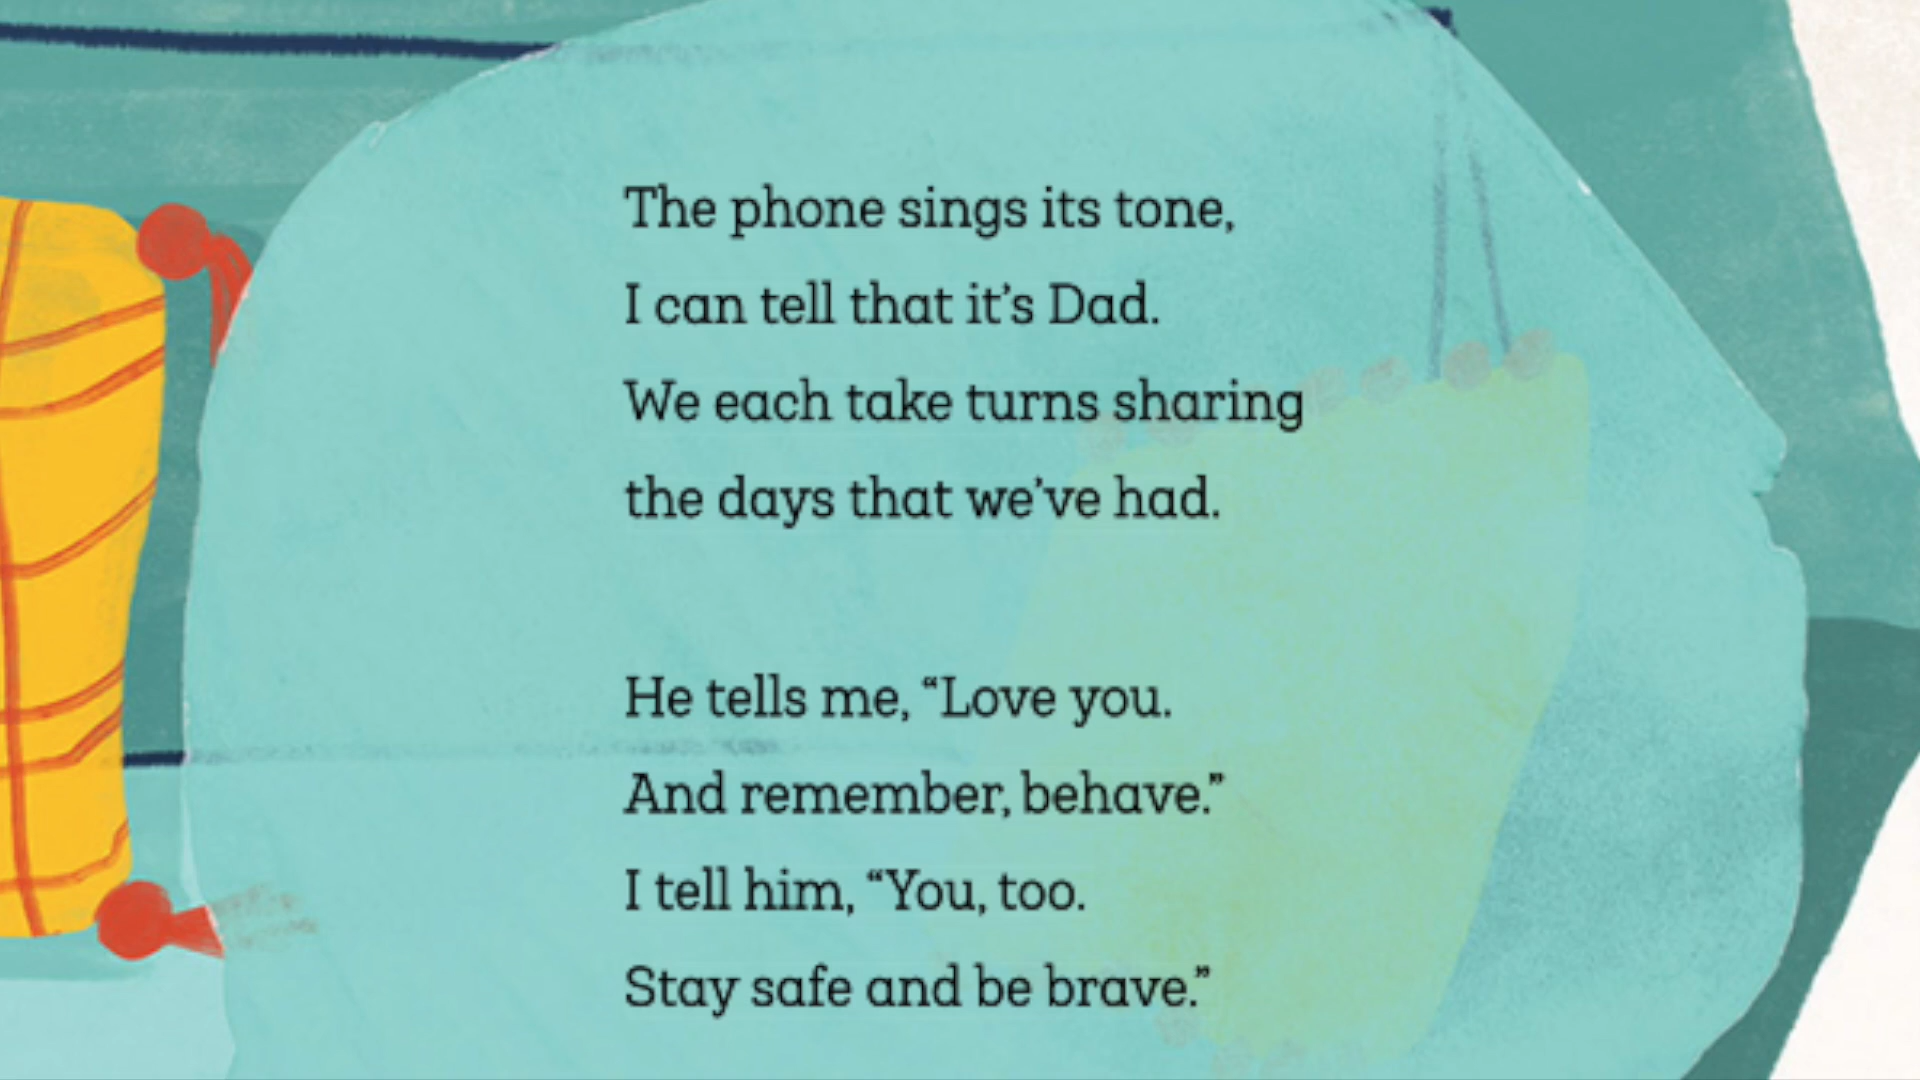 The phone sings its tone,
I can tell that it’s Dad.
We each take turns sharing
the days that we’ve had.
He tells me, “Love you.
And remember, behave.”
I tell him, “You, too.
Stay safe and be brave.”